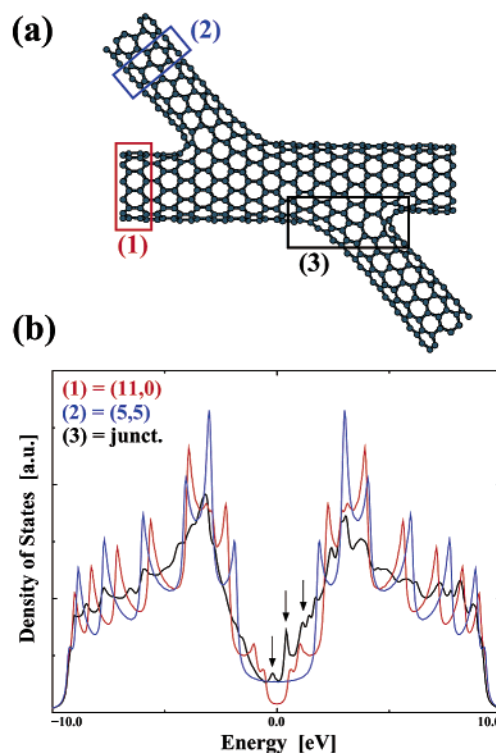 (a)
(2)
(1)
(3)
(b)
(1) = (11,0)
(2) = (5,5)
(3) = junct.
Density of States [a.u.]
−10.0 0.0 10.0
Energy [eV]